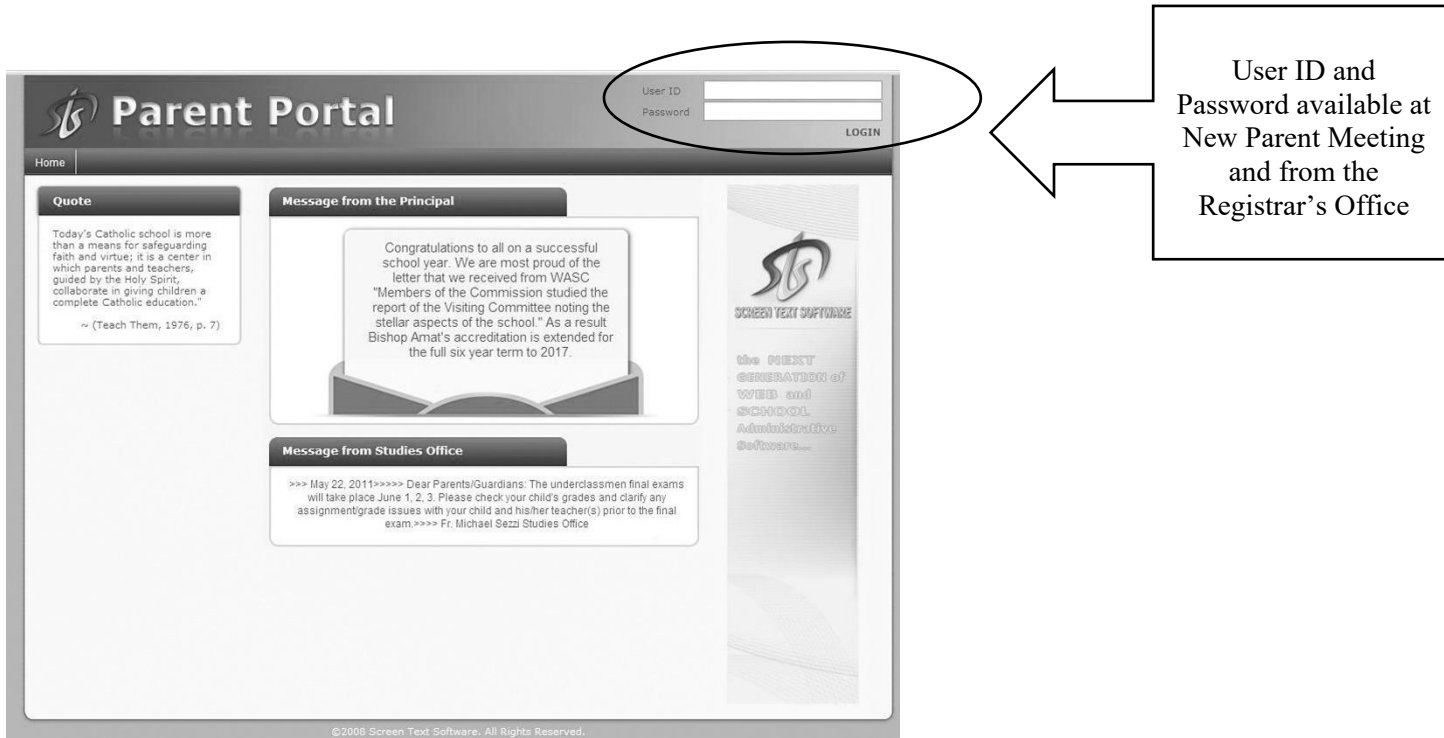 User ID
Password
LOGIN
sts Parent Portal
Home
Quote
Today's Catholic school is more
than a means for safeguarding
faith and virtue; it is a center in
which parents and teachers,
guided by the Holy Spirit,
collaborate in giving children a
complete Catholic education."
~ (Teach Them, 1976, p. 7)
Message from the Principal
Congratulations to all on a successful
school year. We are most proud of the
letter that we received from WASC
"Members of the Commission studied the
report of the Visiting Committee noting the
stellar aspects of the school." As a result
Bishop Amat's accreditation is extended for
the full six year term to 2017.
Message from Studies Office
>>> May 22, 2011>>>>> Dear Parents/Guardians: The underclassmen final exams
will take place June 1, 2, 3. Please check your child's grades and clarify any
assignment/grade issues with your child and his/her teacher(s) prior to the final
exam.>>>> Fr. Michael Sezzi Studies Office
sts
SCREEN TEXT SOFTWARE
the NEXT
GENERATION of
WEB and
SCHOOL
Administrative
Software...
©2008 Screen Text Software. All Rights Reserved.
User ID and
Password available at
New Parent Meeting
and from the
Registrar's Office